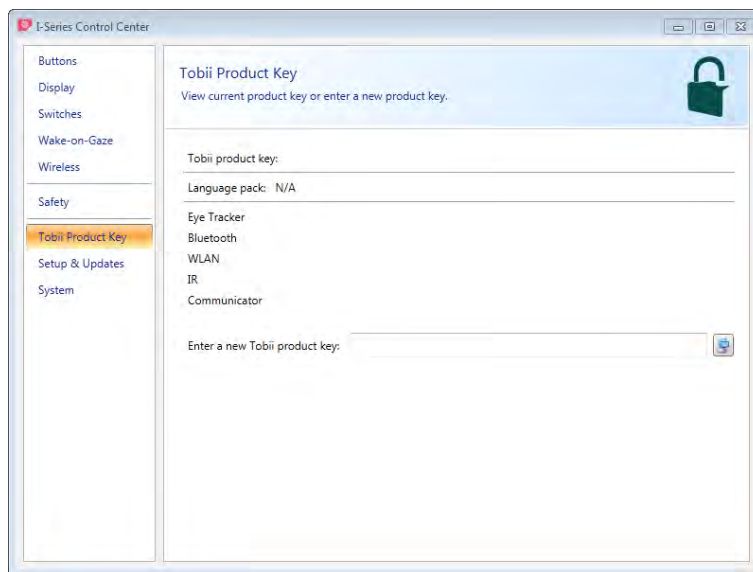 I-Series Control Center
Buttons
Display
Switches
Wake-on-Gaze
Wireless
Safety
Tobii Product Key
Setup & Updates
System
Tobii Product Key
View current product key or enter a new product key.
Tobii product key:
Language pack: N/A
Eye Tracker
Bluetooth
WLAN
IR
Communicator
Enter a new Tobii product key: